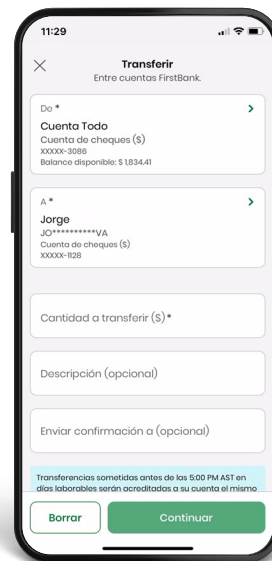 11:29
Transferir
Entre cuentas FirstBank.
De *
Cuenta Todo
Cuenta de cheques ($)
XXXXX-3086
Balance disponible: $ 1,834.41
A *
Jorge
JO**********VA
Cuenta de cheques ($)
XXXXX-1128
Cantidad a transferir ($)*
Descripción (opcional)
Enviar confirmación a (opcional)
Transferencias sometidas antes de las 5:00 PM AST en
días laborables serán acreditadas a su cuenta el mismo
Borrar
Continuar